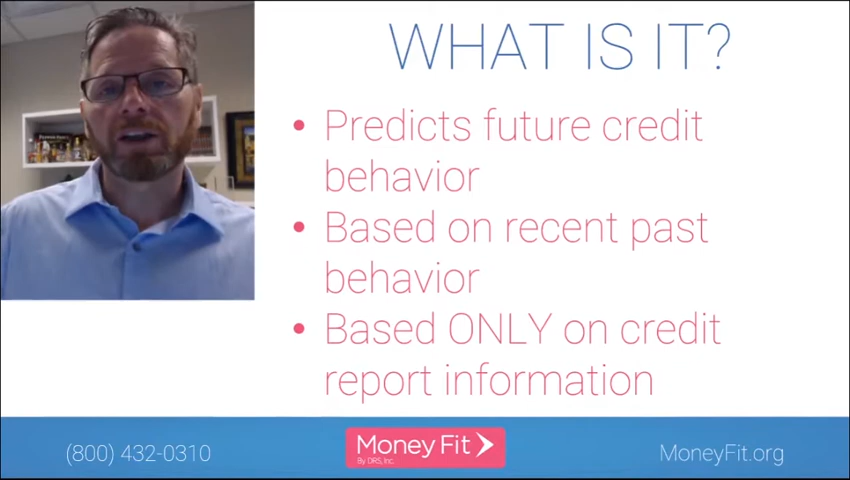 WHAT IS IT?
• Predicts future credit
behavior
• Based on recent past
behavior
• Based ONLY on credit
report information
(800) 432-0310
Money Fit
By DRS, Inc.
MoneyFit.org